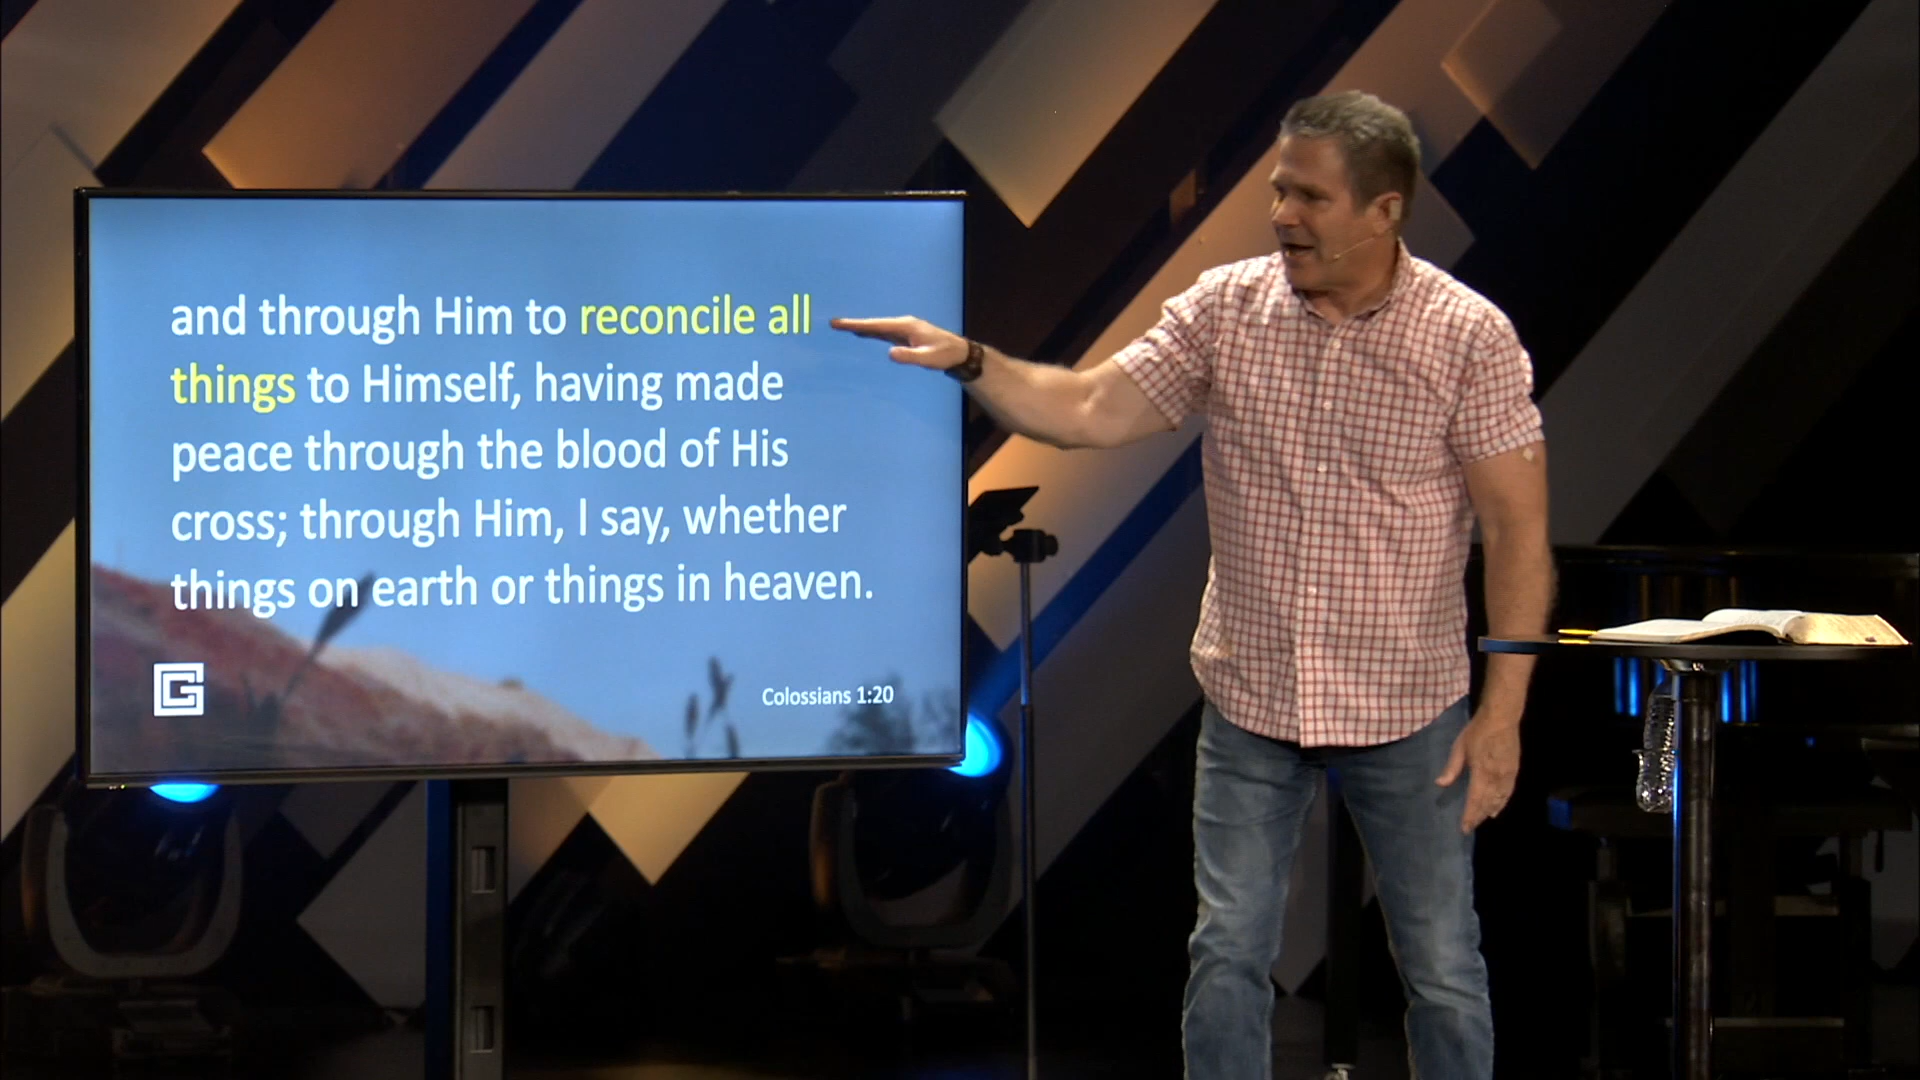 and through Him to reconcile all
things to Himself, having made
peace through the blood of His
cross; through Him, I say, whether
things on earth or things in heaven.
Colossians 1:20